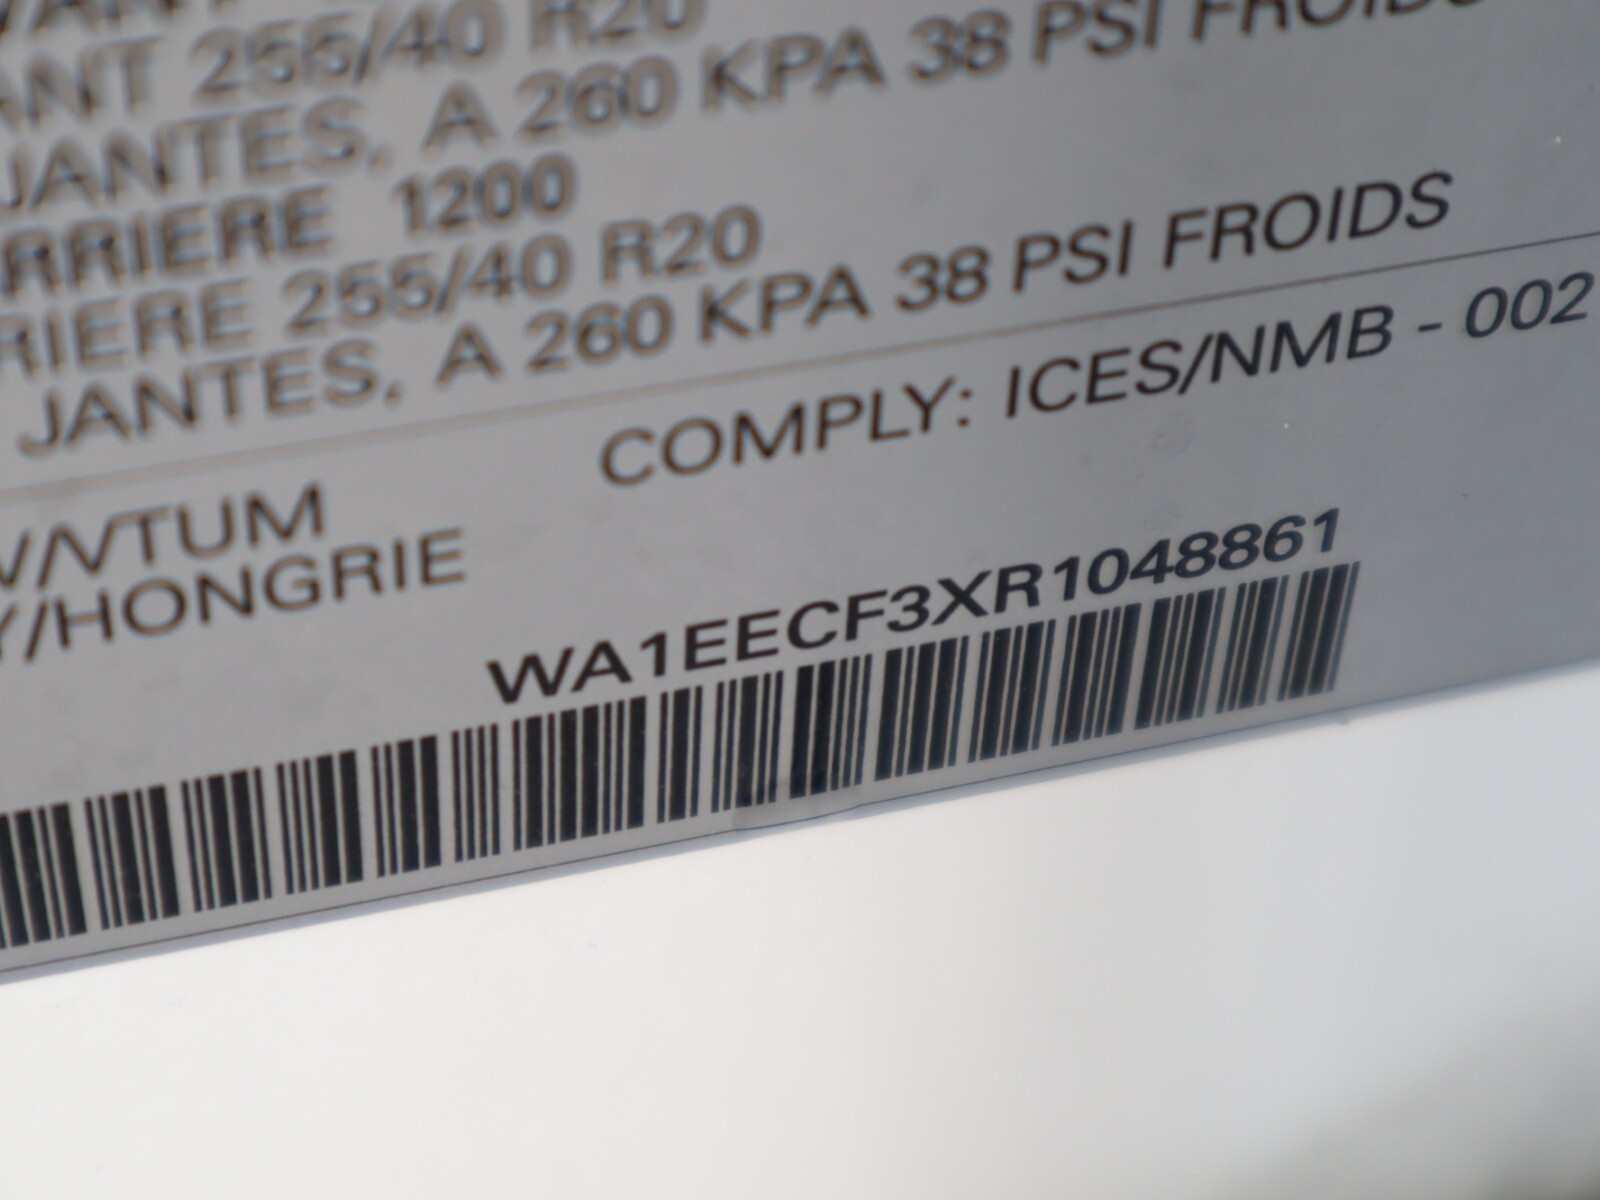 ANT 255/40 R20
JANTES, A 260 KPA 38 PSI FROIDS
ARRIERE 1200
RIERE 255/40 R20
JANTES, A 260 KPA 38 PSI FROIDS
COMPLY: ICES/NMB - 002
V/VTUM
Y/HONGRIE
WA1EECF3XR1048861